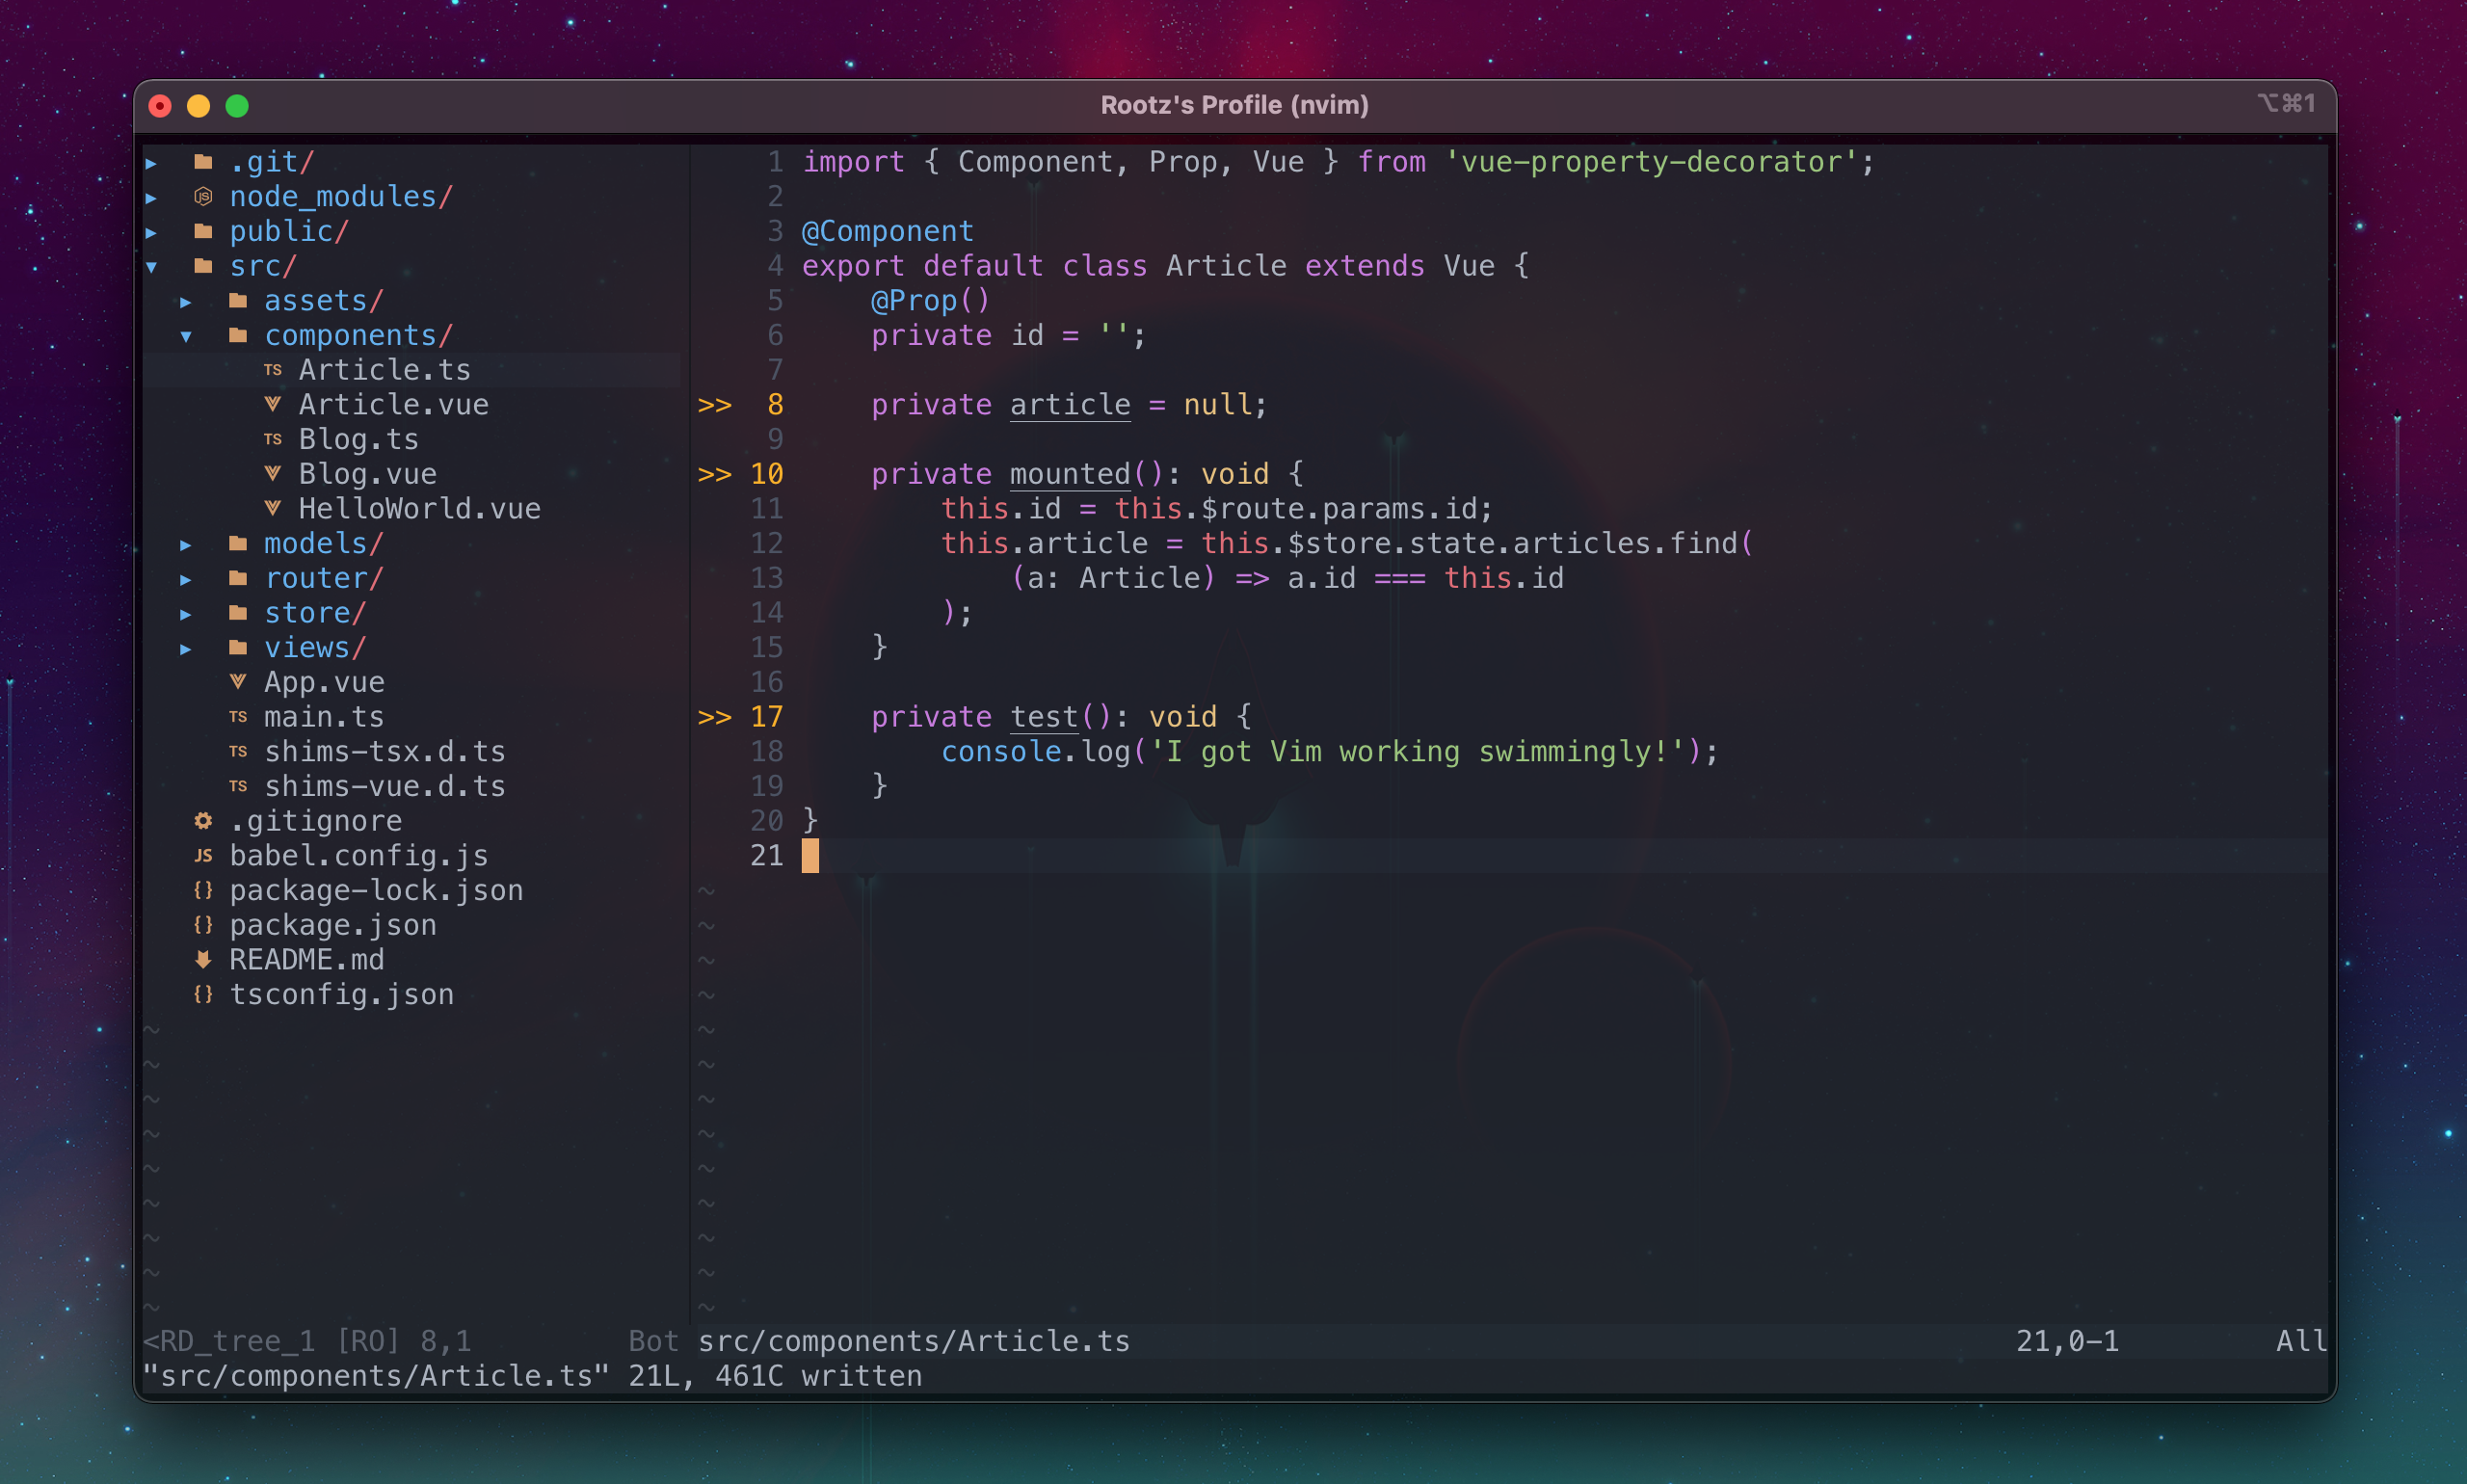 Rootz's Profile (nvim)
⌥⌘1
▸ .git/
▸ node_modules/
▸ public/
▾ src/
▸ assets/
▾ components/
TS Article.ts
Article.vue
TS Blog.ts
Blog.vue
HelloWorld.vue
▸ models/
▸ router/
▸ store/
▸ views/
App.vue
TS main.ts
TS shims-tsx.d.ts
TS shims-vue.d.ts
.gitignore
JS babel.config.js
{} package-lock.json
{} package.json
README.md
{} tsconfig.json
~
~
~
~
~
~
~
~
~
<RD_tree_1 [RO] 8,1 Bot
1 import { Component, Prop, Vue } from 'vue-property-decorator';
2
3 @Component
4 export default class Article extends Vue {
5     @Prop()
6     private id = '';
7
>> 8     private article = null;
9
>> 10     private mounted(): void {
11         this.id = this.$route.params.id;
12         this.article = this.$store.state.articles.find(
13             (a: Article) => a.id === this.id
14         );
15     }
16
>> 17     private test(): void {
18         console.log('I got Vim working swimmingly!');
19     }
20 }
21
~
~
~
~
~
~
~
~
~
~
~
~
~
src/components/Article.ts 21,0-1 All
"src/components/Article.ts" 21L, 461C written